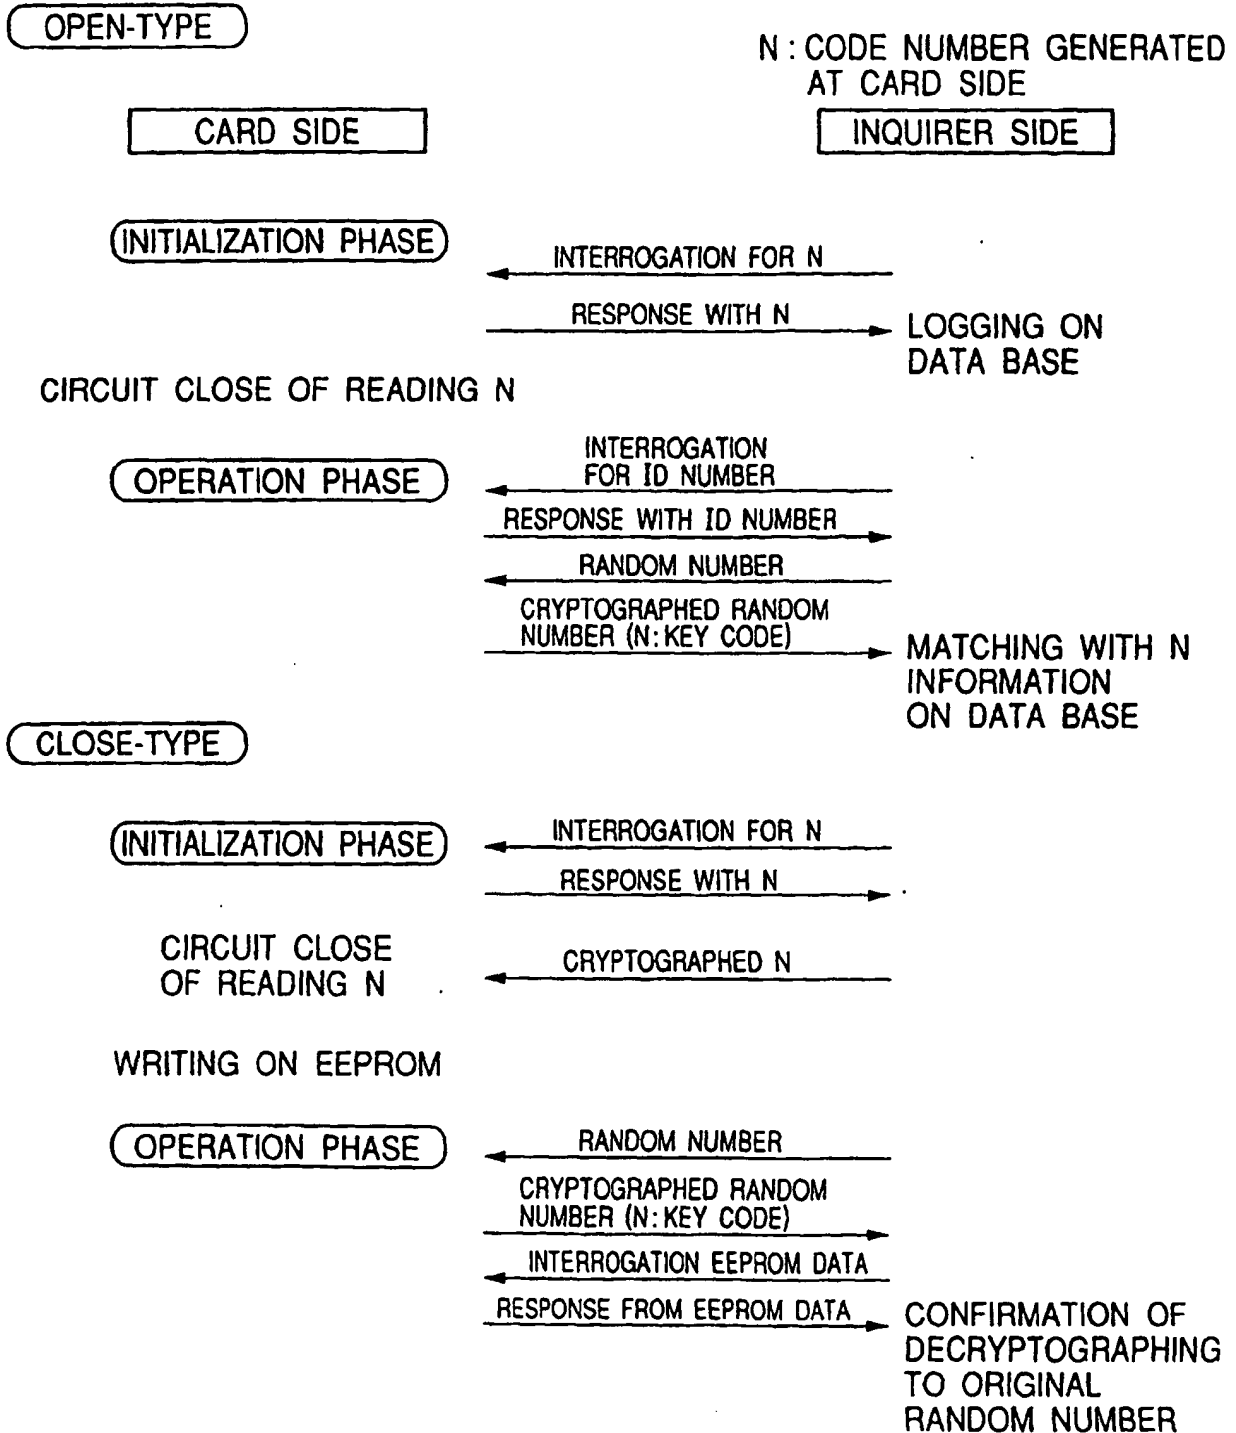 OPEN-TYPE
N : CODE NUMBER GENERATED
AT CARD SIDE
CARD SIDE
INQUIRER SIDE
INITIALIZATION PHASE
INTERROGATION FOR N
RESPONSE WITH N
LOGGING ON
DATA BASE
CIRCUIT CLOSE OF READING N
OPERATION PHASE
INTERROGATION
FOR ID NUMBER
RESPONSE WITH ID NUMBER
RANDOM NUMBER
CRYPTOGRAPHED RANDOM
NUMBER (N:KEY CODE)
MATCHING WITH N
INFORMATION
ON DATA BASE
CLOSE-TYPE
INITIALIZATION PHASE
INTERROGATION FOR N
RESPONSE WITH N
CIRCUIT CLOSE
OF READING N
CRYPTOGRAPHED N
WRITING ON EEPROM
OPERATION PHASE
RANDOM NUMBER
CRYPTOGRAPHED RANDOM
NUMBER (N:KEY CODE)
INTERROGATION EEPROM DATA
RESPONSE FROM EEPROM DATA
CONFIRMATION OF
DECRYPTOGRAPHING
TO ORIGINAL
RANDOM NUMBER